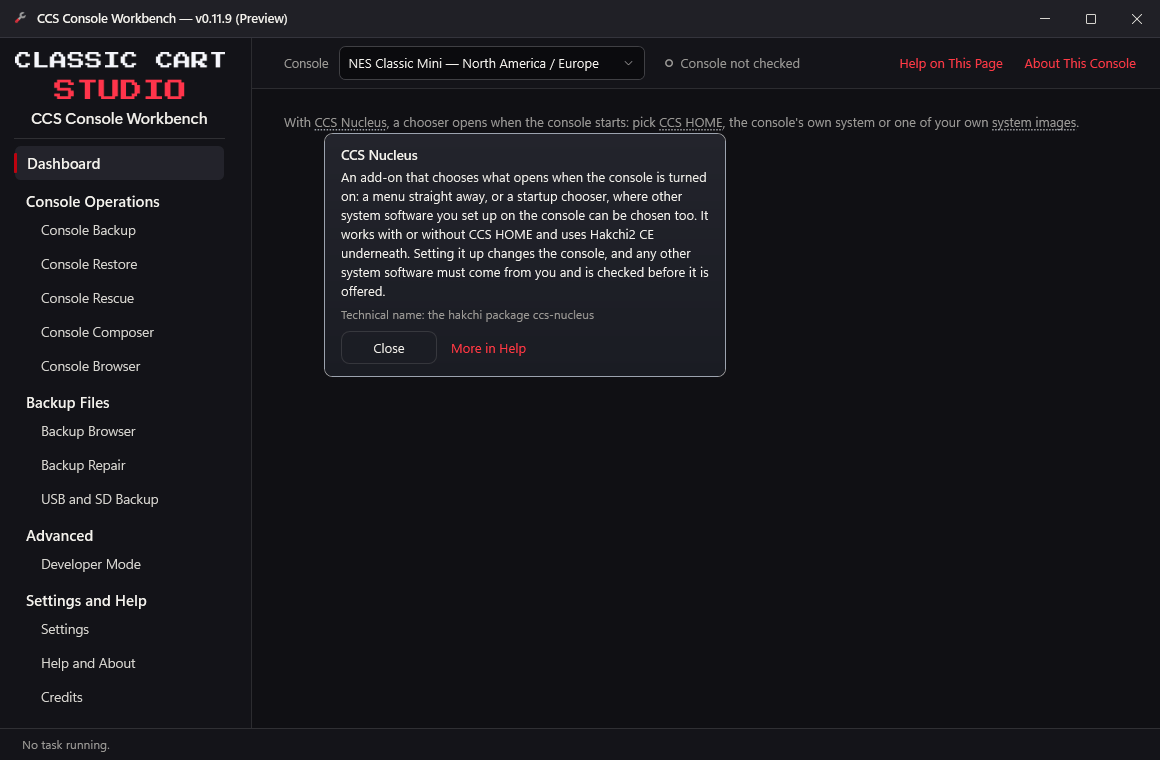 CCS Console Workbench — v0.11.9 (Preview)
CLASSIC CART
STUDIO
CCS Console Workbench
Console
NES Classic Mini — North America / Europe
Console not checked
Help on This Page
About This Console
Dashboard
Console Operations
Console Backup
Console Restore
Console Rescue
Console Composer
Console Browser
Backup Files
Backup Browser
Backup Repair
USB and SD Backup
Advanced
Developer Mode
Settings and Help
Settings
Help and About
Credits
With CCS Nucleus, a chooser opens when the console starts: pick CCS HOME, the console's own system or one of your own system images.
CCS Nucleus
An add-on that chooses what opens when the console is turned
on: a menu straight away, or a startup chooser, where other
system software you set up on the console can be chosen too. It
works with or without CCS HOME and uses Hakchi2 CE
underneath. Setting it up changes the console, and any other
system software must come from you and is checked before it is
offered.
Technical name: the hakchi package ccs-nucleus
Close
More in Help
No task running.